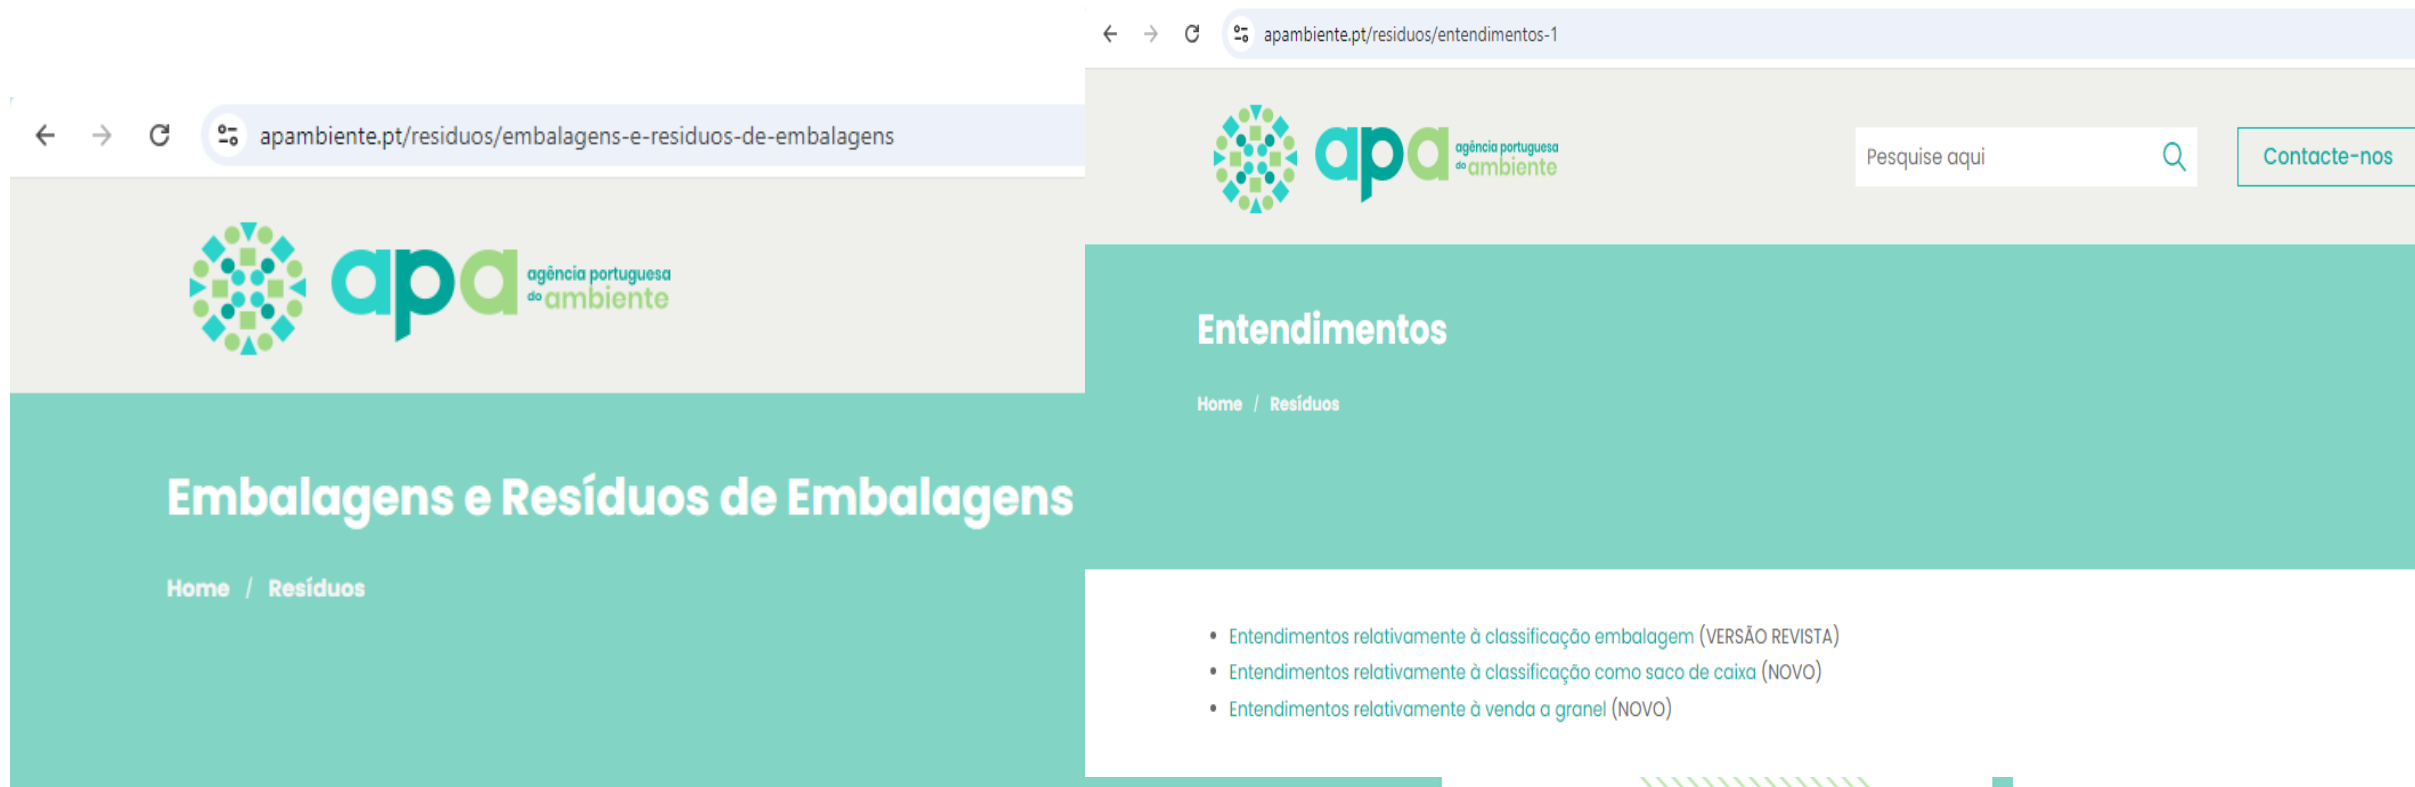 apambiente.pt/residuos/embalagens-e-residuos-de-embalagens
apa agência portuguesa
do ambiente
Embalagens e Resíduos de Embalagens
Home / Resíduos
apambiente.pt/residuos/entendimentos-1
apa agência portuguesa
do ambiente
Pesquise aqui
Contacte-nos
Entendimentos
Home / Resíduos
• Entendimentos relativamente à classificação embalagem (VERSÃO REVISTA)
• Entendimentos relativamente à classificação como saco de caixa (NOVO)
• Entendimentos relativamente à venda a granel (NOVO)